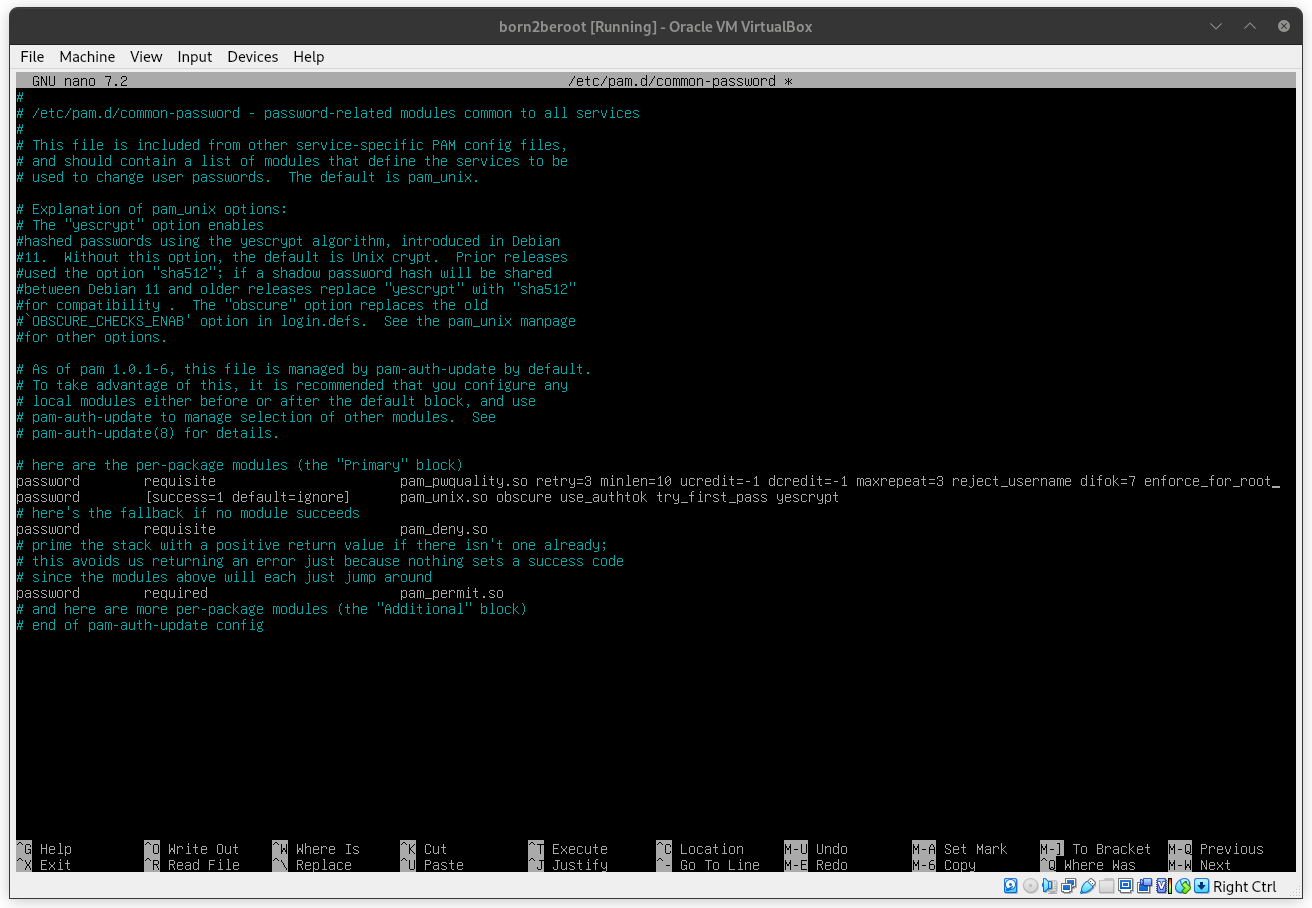 born2beroot [Running] - Oracle VM VirtualBox
File Machine View Input Devices Help
GNU nano 7.2 /etc/pam.d/common-password *
#
# /etc/pam.d/common-password - password-related modules common to all services
#
# This file is included from other service-specific PAM config files,
# and should contain a list of modules that define the services to be
# used to change user passwords.  The default is pam_unix.

# Explanation of pam_unix options:
# The "yescrypt" option enables
#hashed passwords using the yescrypt algorithm, introduced in Debian
#11.  Without this option, the default is Unix crypt.  Prior releases
#used the option "sha512"; if a shadow password hash will be shared
#between Debian 11 and older releases replace "yescrypt" with "sha512"
#for compatibility .  The "obscure" option replaces the old
#`OBSCURE_CHECKS_ENAB' option in login.defs.  See the pam_unix manpage
#for other options.

# As of pam 1.0.1-6, this file is managed by pam-auth-update by default.
# To take advantage of this, it is recommended that you configure any
# local modules either before or after the default block, and use
# pam-auth-update to manage selection of other modules.  See
# pam-auth-update(8) for details.

# here are the per-package modules (the "Primary" block)
password        requisite                       pam_pwquality.so retry=3 minlen=10 ucredit=-1 dcredit=-1 maxrepeat=3 reject_username difok=7 enforce_for_root_
password        [success=1 default=ignore]      pam_unix.so obscure use_authtok try_first_pass yescrypt
# here's the fallback if no module succeeds
password        requisite                       pam_deny.so
# prime the stack with a positive return value if there isn't one already;
# this avoids us returning an error just because nothing sets a success code
# since the modules above will each just jump around
password        required                        pam_permit.so
# and here are more per-package modules (the "Additional" block)
# end of pam-auth-update config
^G Help ^O Write Out ^W Where Is ^K Cut ^T Execute ^C Location M-U Undo M-A Set Mark M-] To Bracket M-Q Previous
^X Exit ^R Read File ^\ Replace ^U Paste ^J Justify ^- Go To Line M-E Redo M-6 Copy ^Q Where Was M-W Next
Right Ctrl